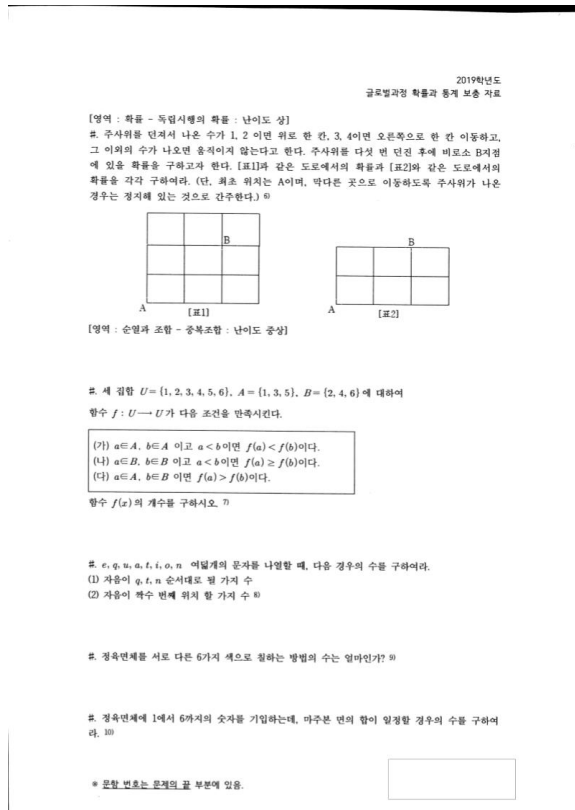 2019학년도
글로벌과정 확률과 통계 보충 자료
[영역 : 확률 - 독립시행의 확률 : 난이도 상]
#. 주사위를 던져서 나온 수가 1, 2 이면 위로 한 칸, 3, 4이면 오른쪽으로 한 칸 이동하고,
그 이외의 수가 나오면 움직이지 않는다고 한다. 주사위를 다섯 번 던진 후에 비로소 B지점
에 있을 확률을 구하고자 한다. [표1]과 같은 도로에서의 확률과 [표2]와 같은 도로에서의
확률을 각각 구하여라. (단, 최초 위치는 A이며, 막다른 곳으로 이동하도록 주사위가 나온
경우는 정지해 있는 것으로 간주한다.) 6)
B
A
[표1]
B
A
[표2]
[영역 : 순열과 조합 - 중복조합 : 난이도 중상]
#. 세 집합 U = {1, 2, 3, 4, 5, 6}, A = {1, 3, 5}, B = {2, 4, 6} 에 대하여
함수 f : U ⟶ U 가 다음 조건을 만족시킨다.
(가) a∈A, b∈A 이고 a < b 이면 f(a) < f(b)이다.
(나) a∈B, b∈B 이고 a < b 이면 f(a) ≥ f(b)이다.
(다) a∈A, b∈B 이면 f(a) > f(b)이다.
함수 f(x) 의 개수를 구하시오. 7)
#. e, q, u, a, t, i, o, n 여덟개의 문자를 나열할 때, 다음 경우의 수를 구하여라.
(1) 자음이 q, t, n 순서대로 될 가지 수
(2) 자음이 짝수 번째 위치 할 가지 수 8)
#. 정육면체를 서로 다른 6가지 색으로 칠하는 방법의 수는 얼마인가? 9)
#. 정육면체에 1에서 6까지의 숫자를 기입하는데, 마주본 면의 합이 일정할 경우의 수를 구하여
라. 10)
※ 문항 번호는 문제의 끝 부분에 있음.